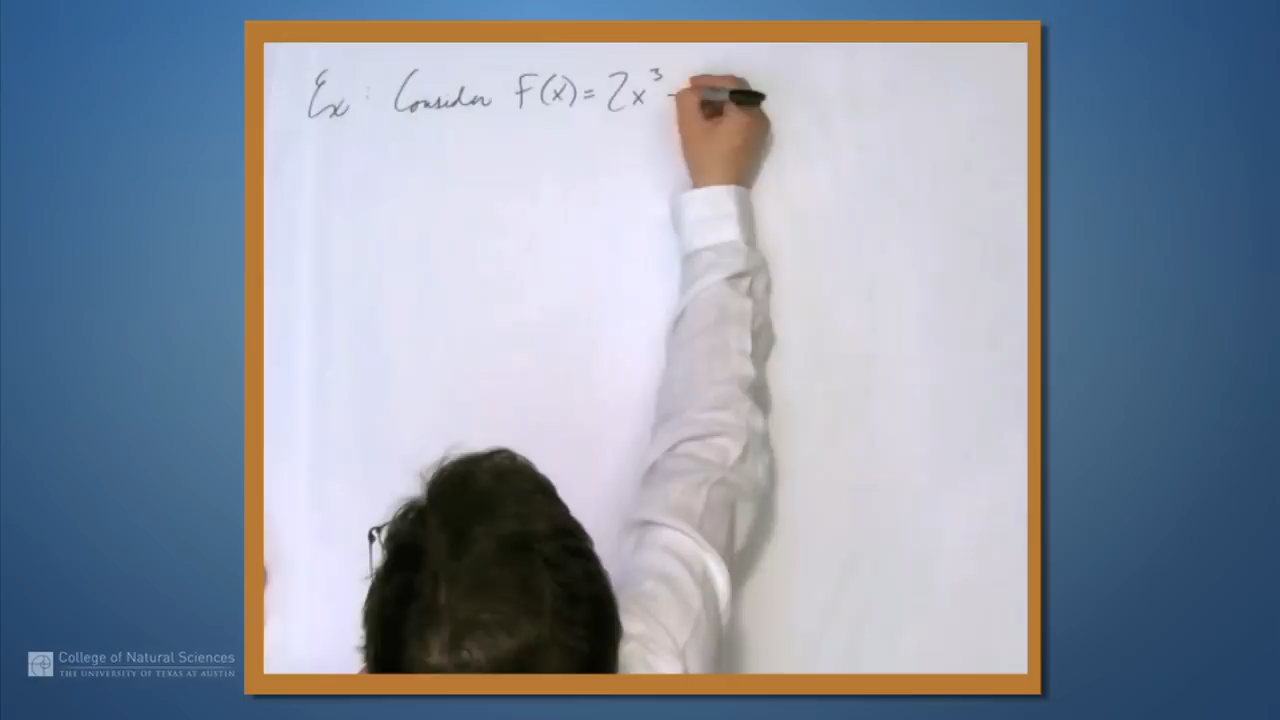 Ex: Consider F(x) = 2x³ -
College of Natural Sciences
THE UNIVERSITY OF TEXAS AT AUSTIN